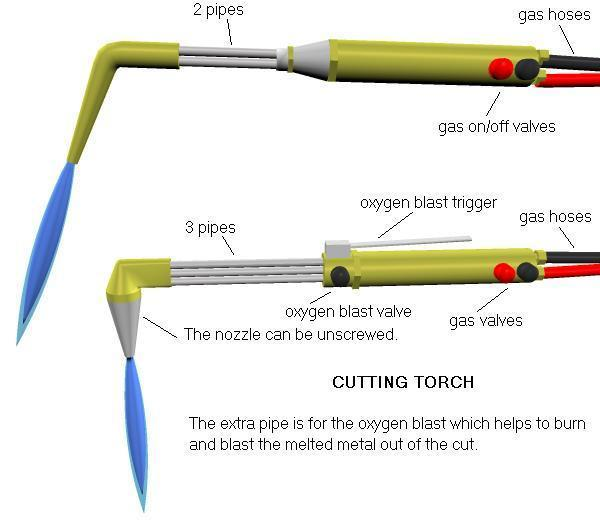 2 pipes
gas hoses
gas on/off valves
oxygen blast trigger
3 pipes
gas hoses
oxygen blast valve
gas valves
The nozzle can be unscrewed.
CUTTING TORCH
The extra pipe is for the oxygen blast which helps to burn
and blast the melted metal out of the cut.